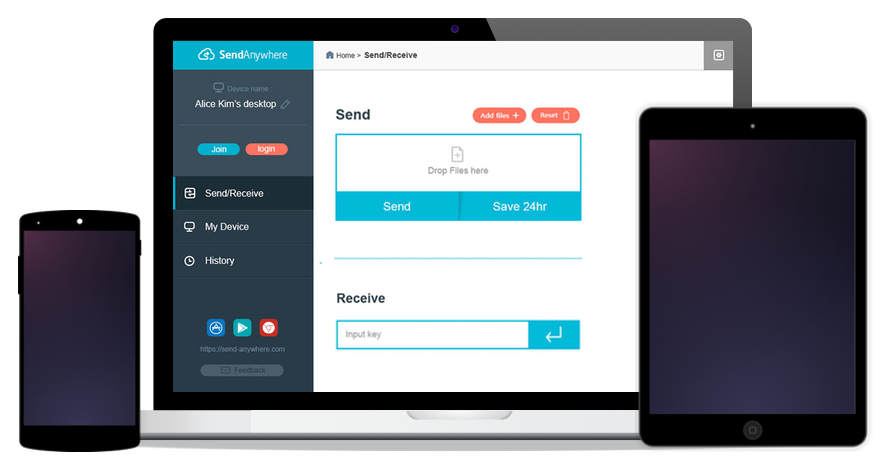 SendAnywhere
Home > Send/Receive
Device name :
Alice Kim's desktop
Join
login
Send/Receive
My Device
History
https://send-anywhere.com
Feedback
Send
Add files +
Reset
Drop Files here
Send
Save 24hr
Receive
Input key